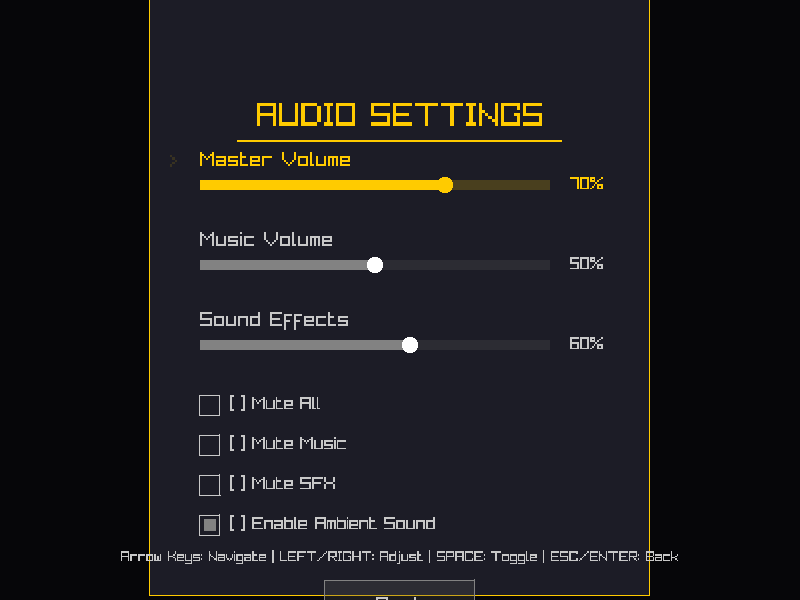 AUDIO SETTINGS
> Master Volume
70%
Music Volume
50%
Sound Effects
60%
[ ] Mute All
[ ] Mute Music
[ ] Mute SFX
[ ] Enable Ambient Sound
Arrow Keys: Navigate | LEFT/RIGHT: Adjust | SPACE: Toggle | ESC/ENTER: Back